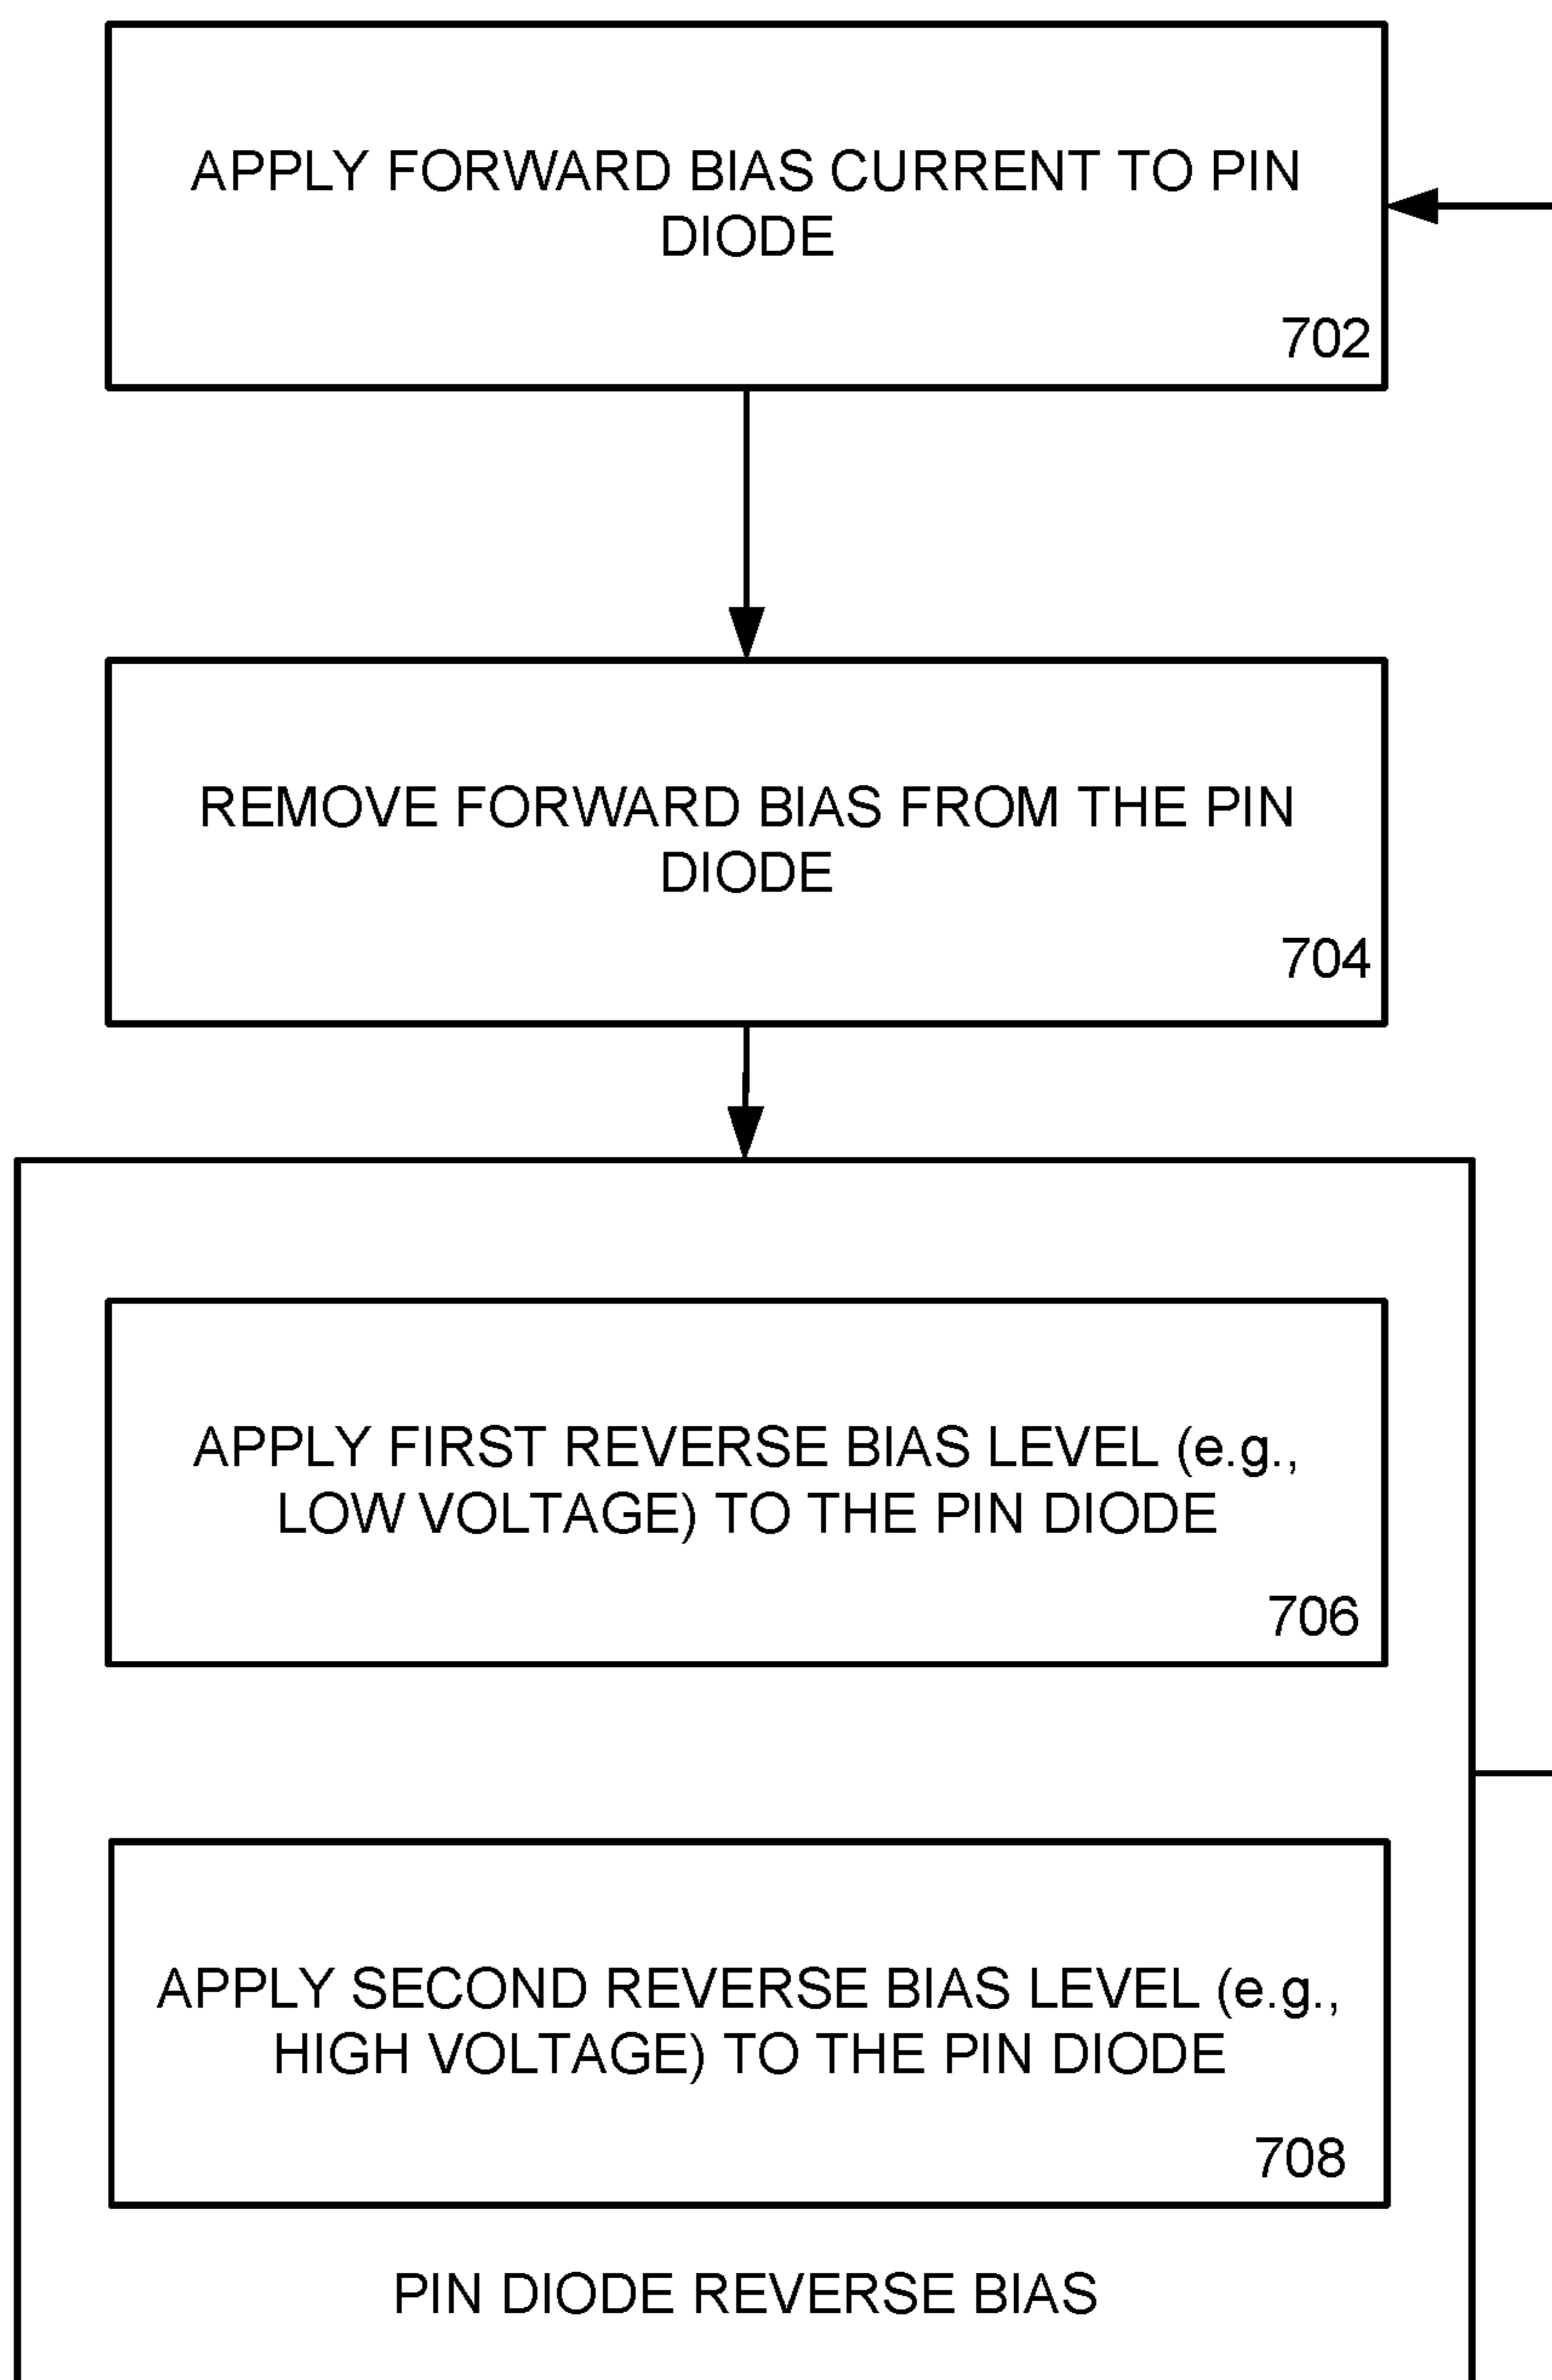 APPLY FORWARD BIAS CURRENT TO PIN
DIODE
702
REMOVE FORWARD BIAS FROM THE PIN
DIODE
704
APPLY FIRST REVERSE BIAS LEVEL (e.g.,
LOW VOLTAGE) TO THE PIN DIODE
706
APPLY SECOND REVERSE BIAS LEVEL (e.g.,
HIGH VOLTAGE) TO THE PIN DIODE
708
PIN DIODE REVERSE BIAS